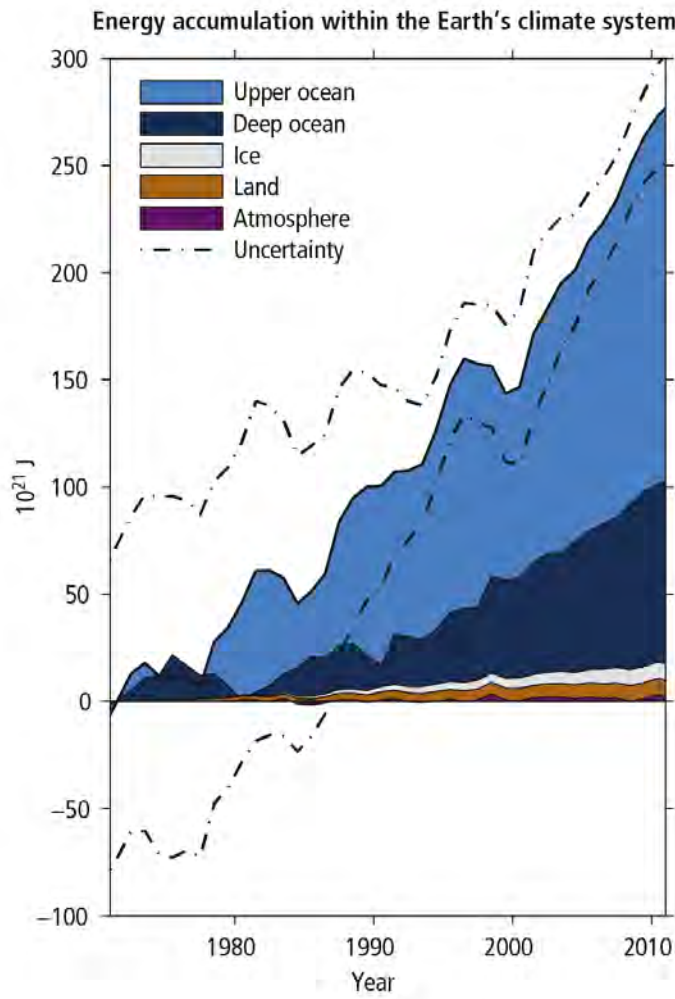 Energy accumulation within the Earth's climate system
300
Upper ocean
Deep ocean
Ice
Land
Atmosphere
Uncertainty
250
200
150
100
50
0
−50
−100
10²¹ J
1980
1990
2000
2010
Year